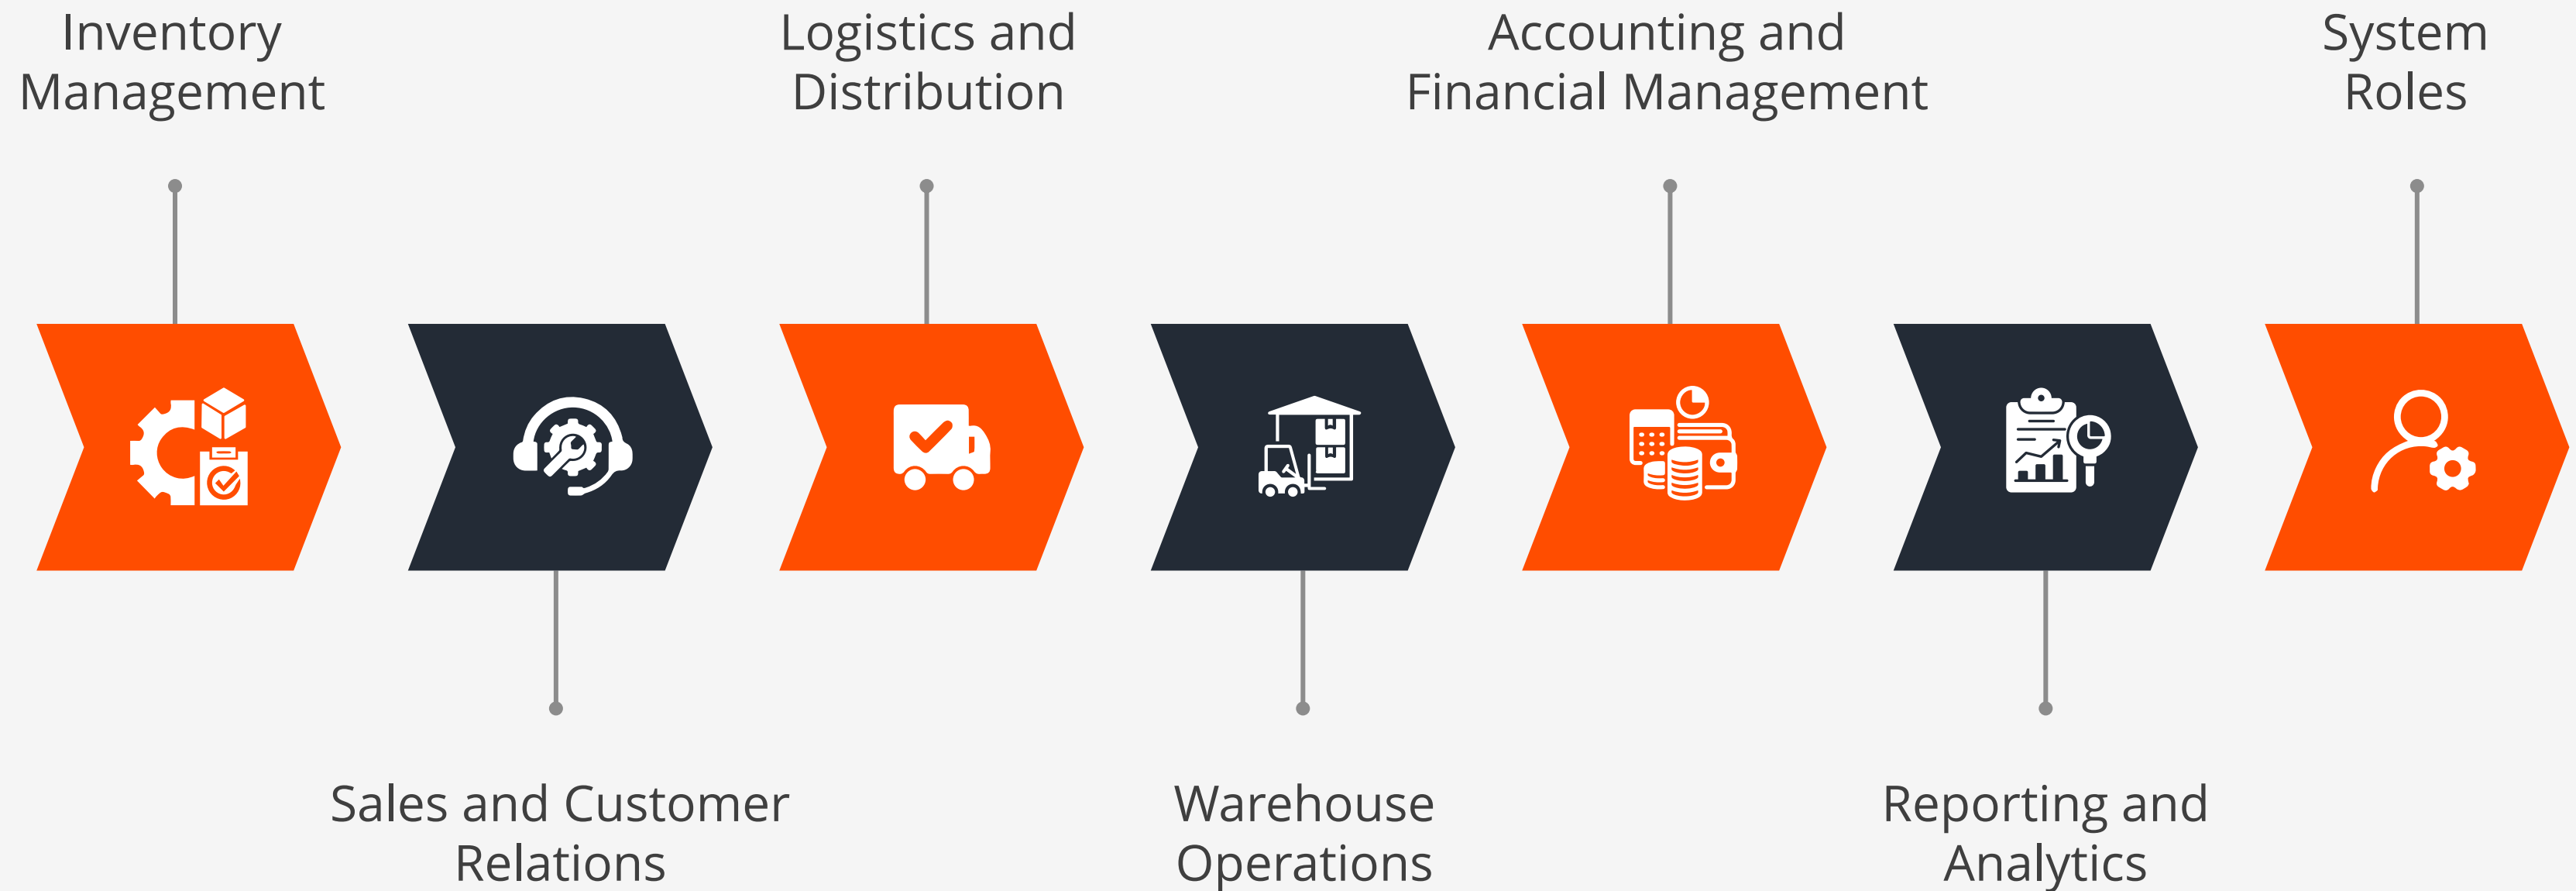 Inventory
Management
Logistics and
Distribution
Accounting and
Financial Management
System
Roles
Sales and Customer
Relations
Warehouse
Operations
Reporting and
Analytics